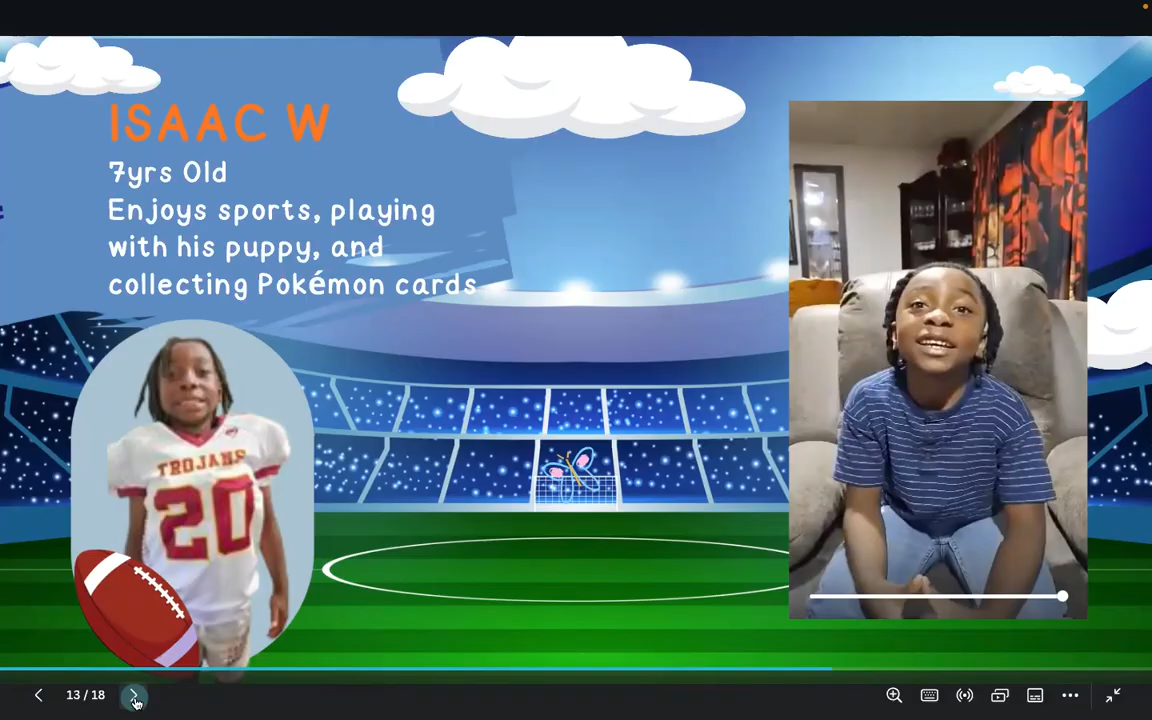 ISAAC W
7yrs Old
Enjoys sports, playing
with his puppy, and
collecting Pokémon cards
TROJANS
20
13 / 18